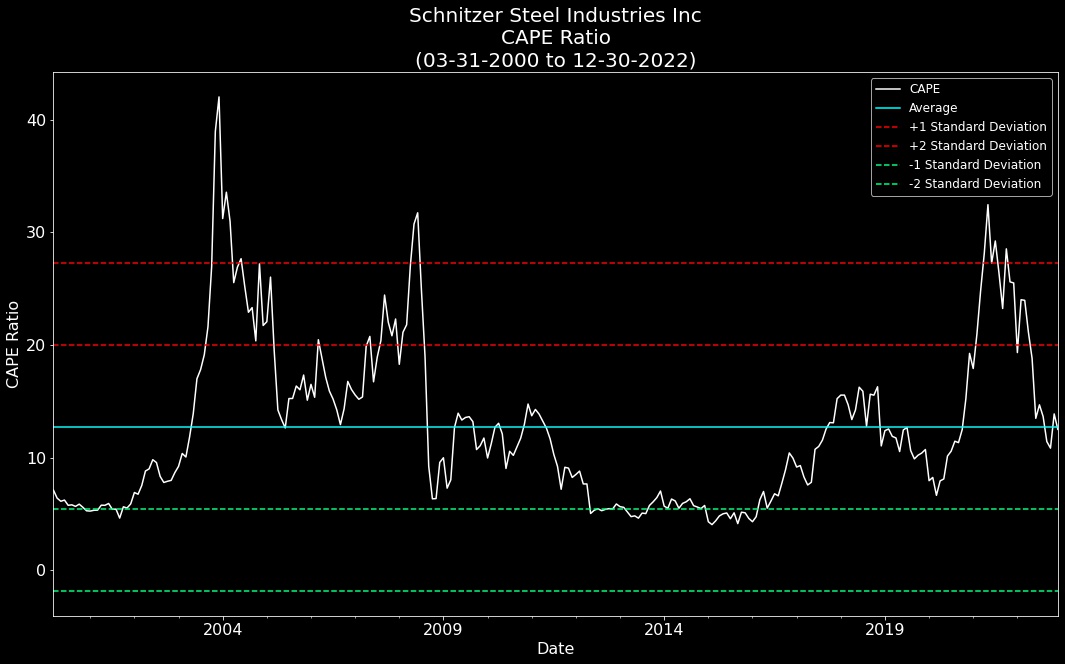 Schnitzer Steel Industries Inc
CAPE Ratio
(03-31-2000 to 12-30-2022)
CAPE
Average
+1 Standard Deviation
+2 Standard Deviation
-1 Standard Deviation
-2 Standard Deviation
CAPE Ratio
40
30
20
10
0
2004
2009
2014
2019
Date